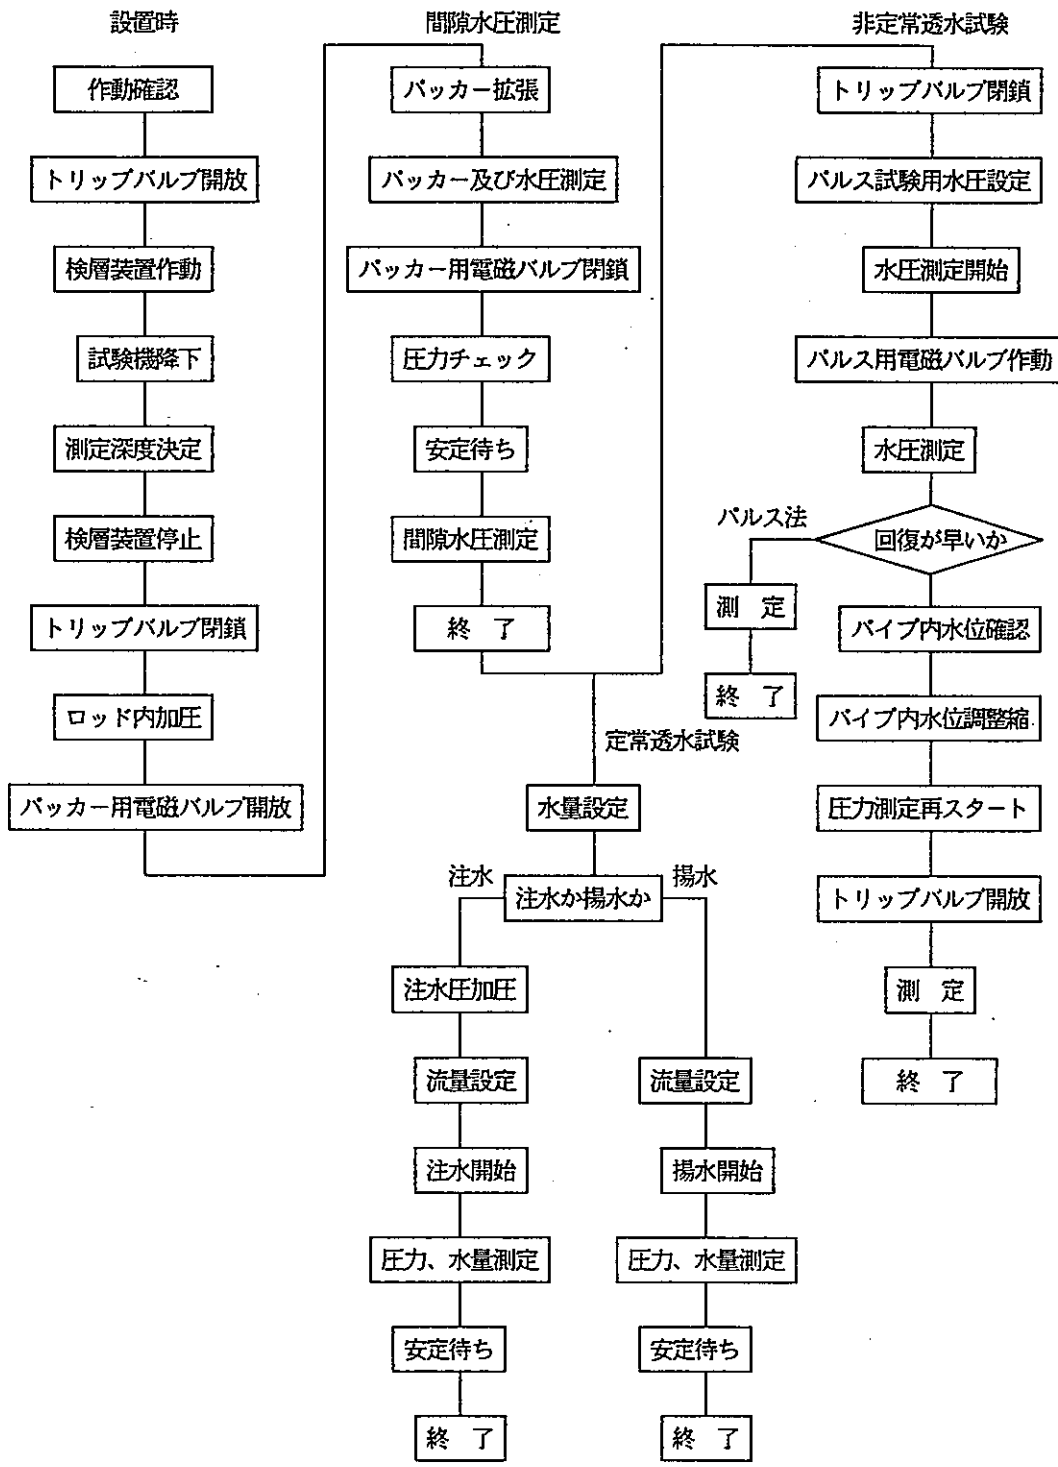 設置時
作動確認
トリップバルブ開放
検層装置作動
試験機降下
測定深度決定
検層装置停止
トリップバルブ閉鎖
ロッド内加圧
パッカー用電磁バルブ開放
間隙水圧測定
パッカー拡張
パッカー及び水圧測定
パッカー用電磁バルブ閉鎖
圧力チェック
安定待ち
間隙水圧測定
終 了
定常透水試験
水量設定
注水か揚水か
注水
注水圧加圧
流量設定
注水開始
圧力、水量測定
安定待ち
終 了
揚水
流量設定
揚水開始
圧力、水量測定
安定待ち
終 了
非定常透水試験
トリップバルブ閉鎖
パルス試験用水圧設定
水圧測定開始
パルス用電磁バルブ作動
水圧測定
回復が早いか
パルス法
測 定
終 了
パイプ内水位確認
パイプ内水位調整縮
圧力測定再スタート
トリップバルブ開放
測 定
終 了